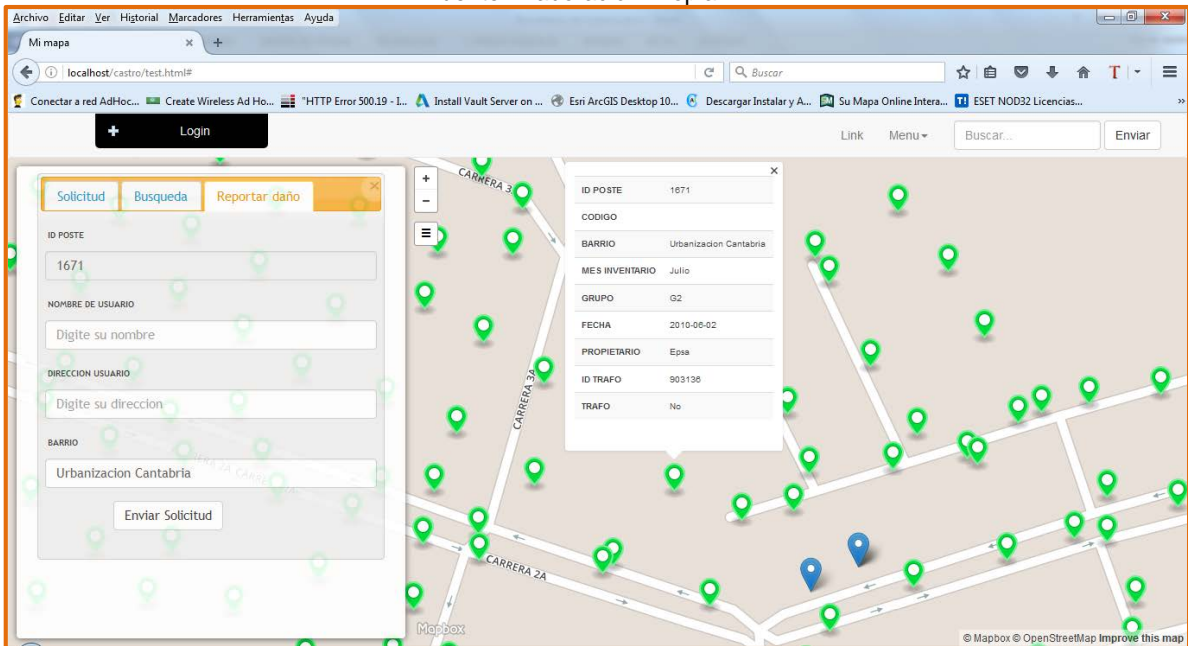 Archivo Editar Ver Historial Marcadores Herramientas Ayuda
Mi mapa
localhost/castro/test.html#
Buscar
Conectar a red AdHoc... Create Wireless Ad Ho... "HTTP Error 500.19 - I... Install Vault Server on ... Esri ArcGIS Desktop 10... Descargar Instalar y A... Su Mapa Online Intera... ESET NOD32 Licencias...
+ Login
Link Menu Buscar... Enviar
Solicitud Busqueda Reportar daño
ID POSTE
1671
NOMBRE DE USUARIO
Digite su nombre
DIRECCION USUARIO
Digite su direccion
BARRIO
Urbanizacion Cantabria
Enviar Solicitud
ID POSTE 1671
CODIGO
BARRIO Urbanizacion Cantabria
MES INVENTARIO Julio
GRUPO G2
FECHA 2010-06-02
PROPIETARIO Epsa
ID TRAFO 903136
TRAFO No
CARRERA 3
CARRERA 3A
CARRERA 2A
CARRERA 2A
Mapbox
© Mapbox © OpenStreetMap Improve this map